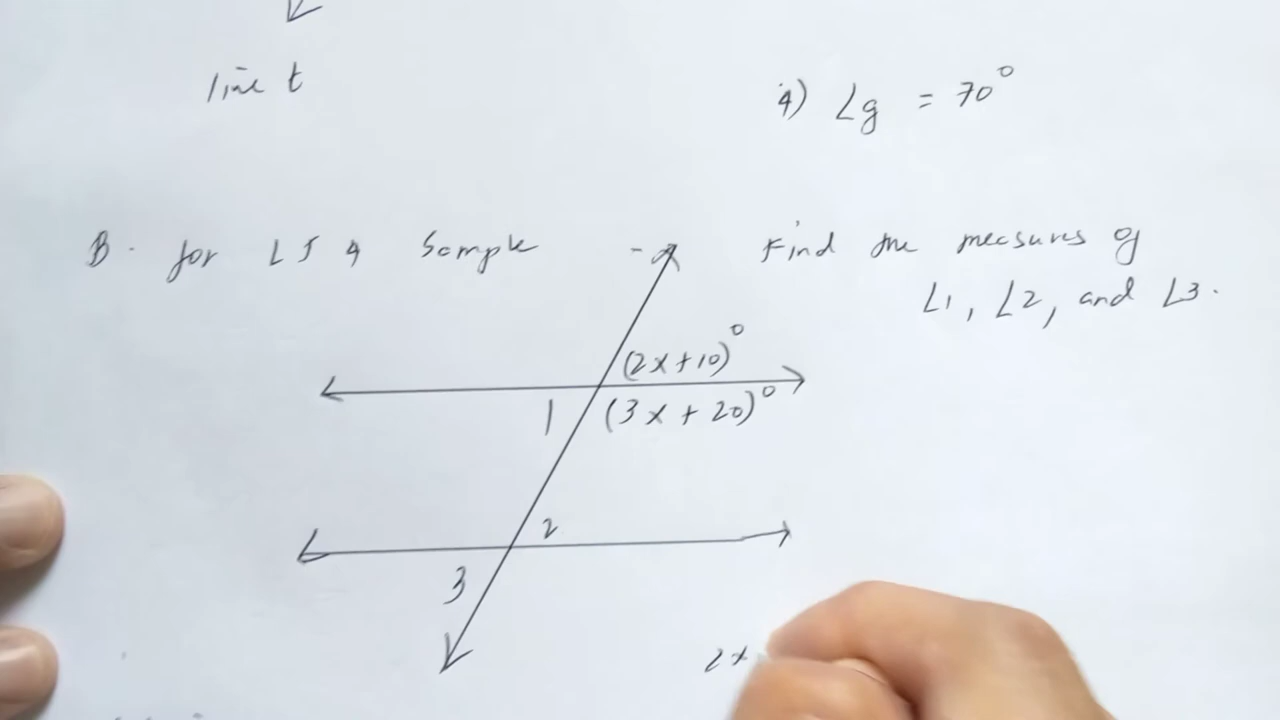 line t
4) ∠g = 70°
B. for L S 4 Sample
Find the measures of
∠1, ∠2, and ∠3.
(2x+10)°
1 (3x + 20)°
2
3
2x